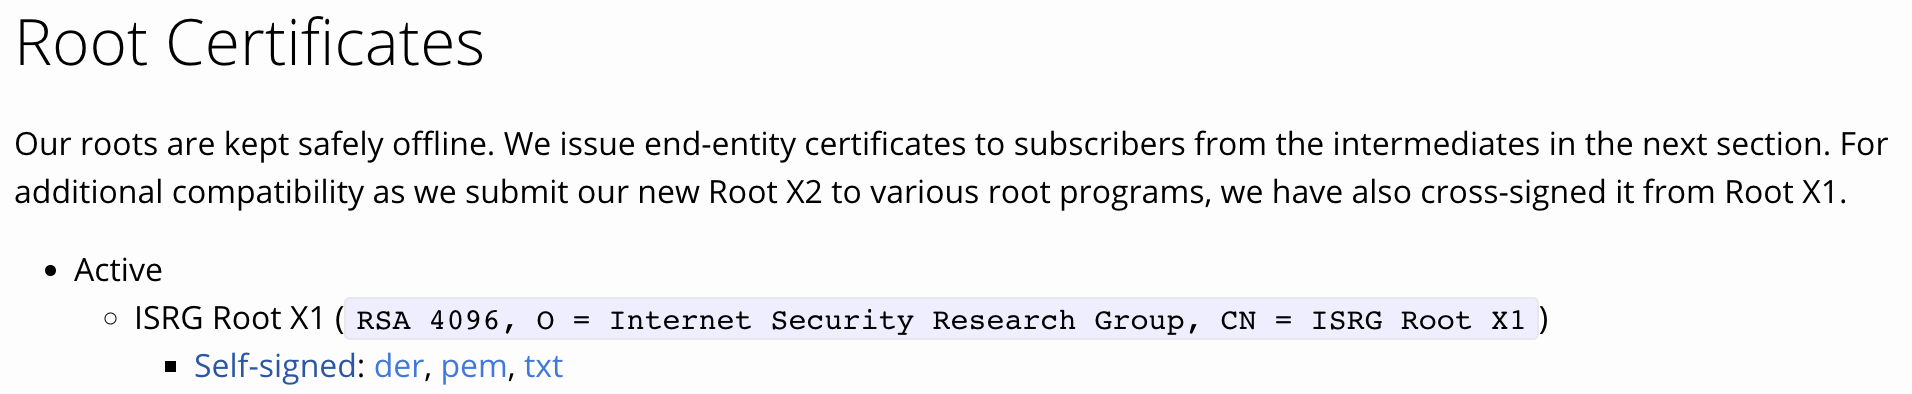 Root Certificates
Our roots are kept safely offline. We issue end-entity certificates to subscribers from the intermediates in the next section. For
additional compatibility as we submit our new Root X2 to various root programs, we have also cross-signed it from Root X1.
Active
ISRG Root X1 (RSA 4096, O = Internet Security Research Group, CN = ISRG Root X1)
Self-signed: der, pem, txt